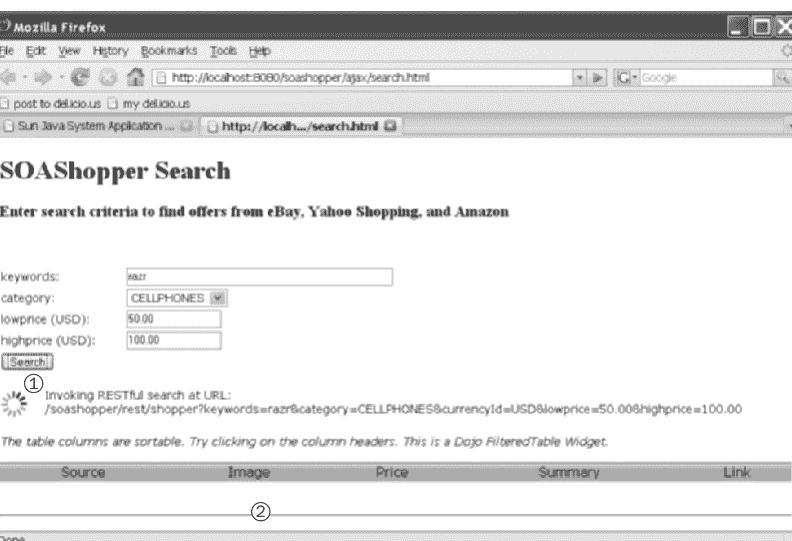 Mozilla Firefox
File Edit View History Bookmarks Tools Help
http://localhost:8080/soashopper/ajax/search.html
G Google
post to del.icio.us my del.icio.us
Sun Java System Application ... http://localh.../search.html
SOAShopper Search
Enter search criteria to find offers from eBay, Yahoo Shopping, and Amazon
keywords: razr
category: CELLPHONES
lowprice (USD): 50.00
highprice (USD): 100.00
Search
①
Invoking RESTful search at URL:
/soashopper/rest/shopper?keywords=razr&category=CELLPHONES&currencyId=USD&lowprice=50.00&highprice=100.00
The table columns are sortable. Try clicking on the column headers. This is a Dojo FilteredTable Widget.
Source Image Price Summary Link
②
Done